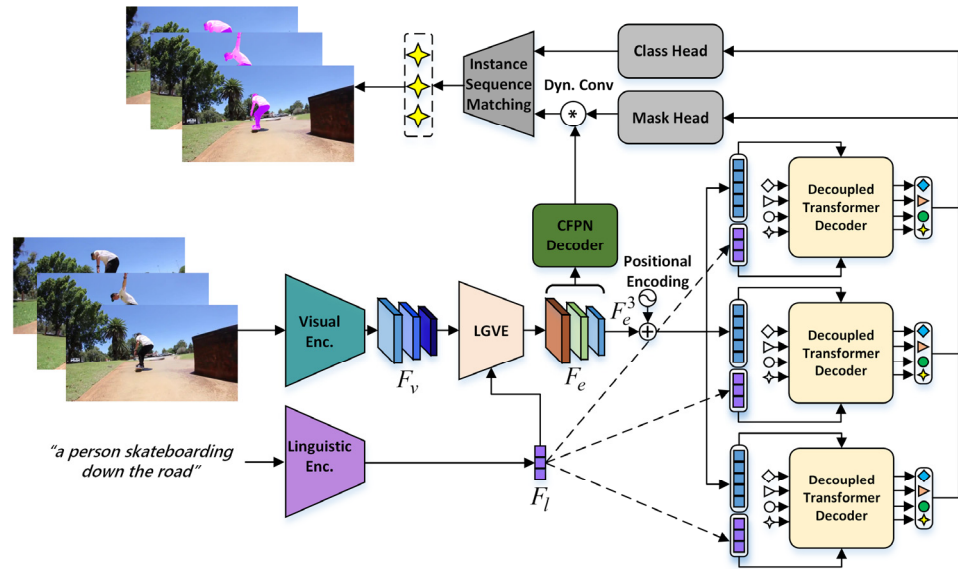 Class Head
Instance
Sequence
Matching
Dyn. Conv
*
Mask Head
Decoupled
Transformer
Decoder
CFPN
Decoder
Positional
Encoding
F_e^3
Visual
Enc.
F_v
LGVE
F_e
Decoupled
Transformer
Decoder
"a person skateboarding
down the road"
Linguistic
Enc.
F_l
Decoupled
Transformer
Decoder